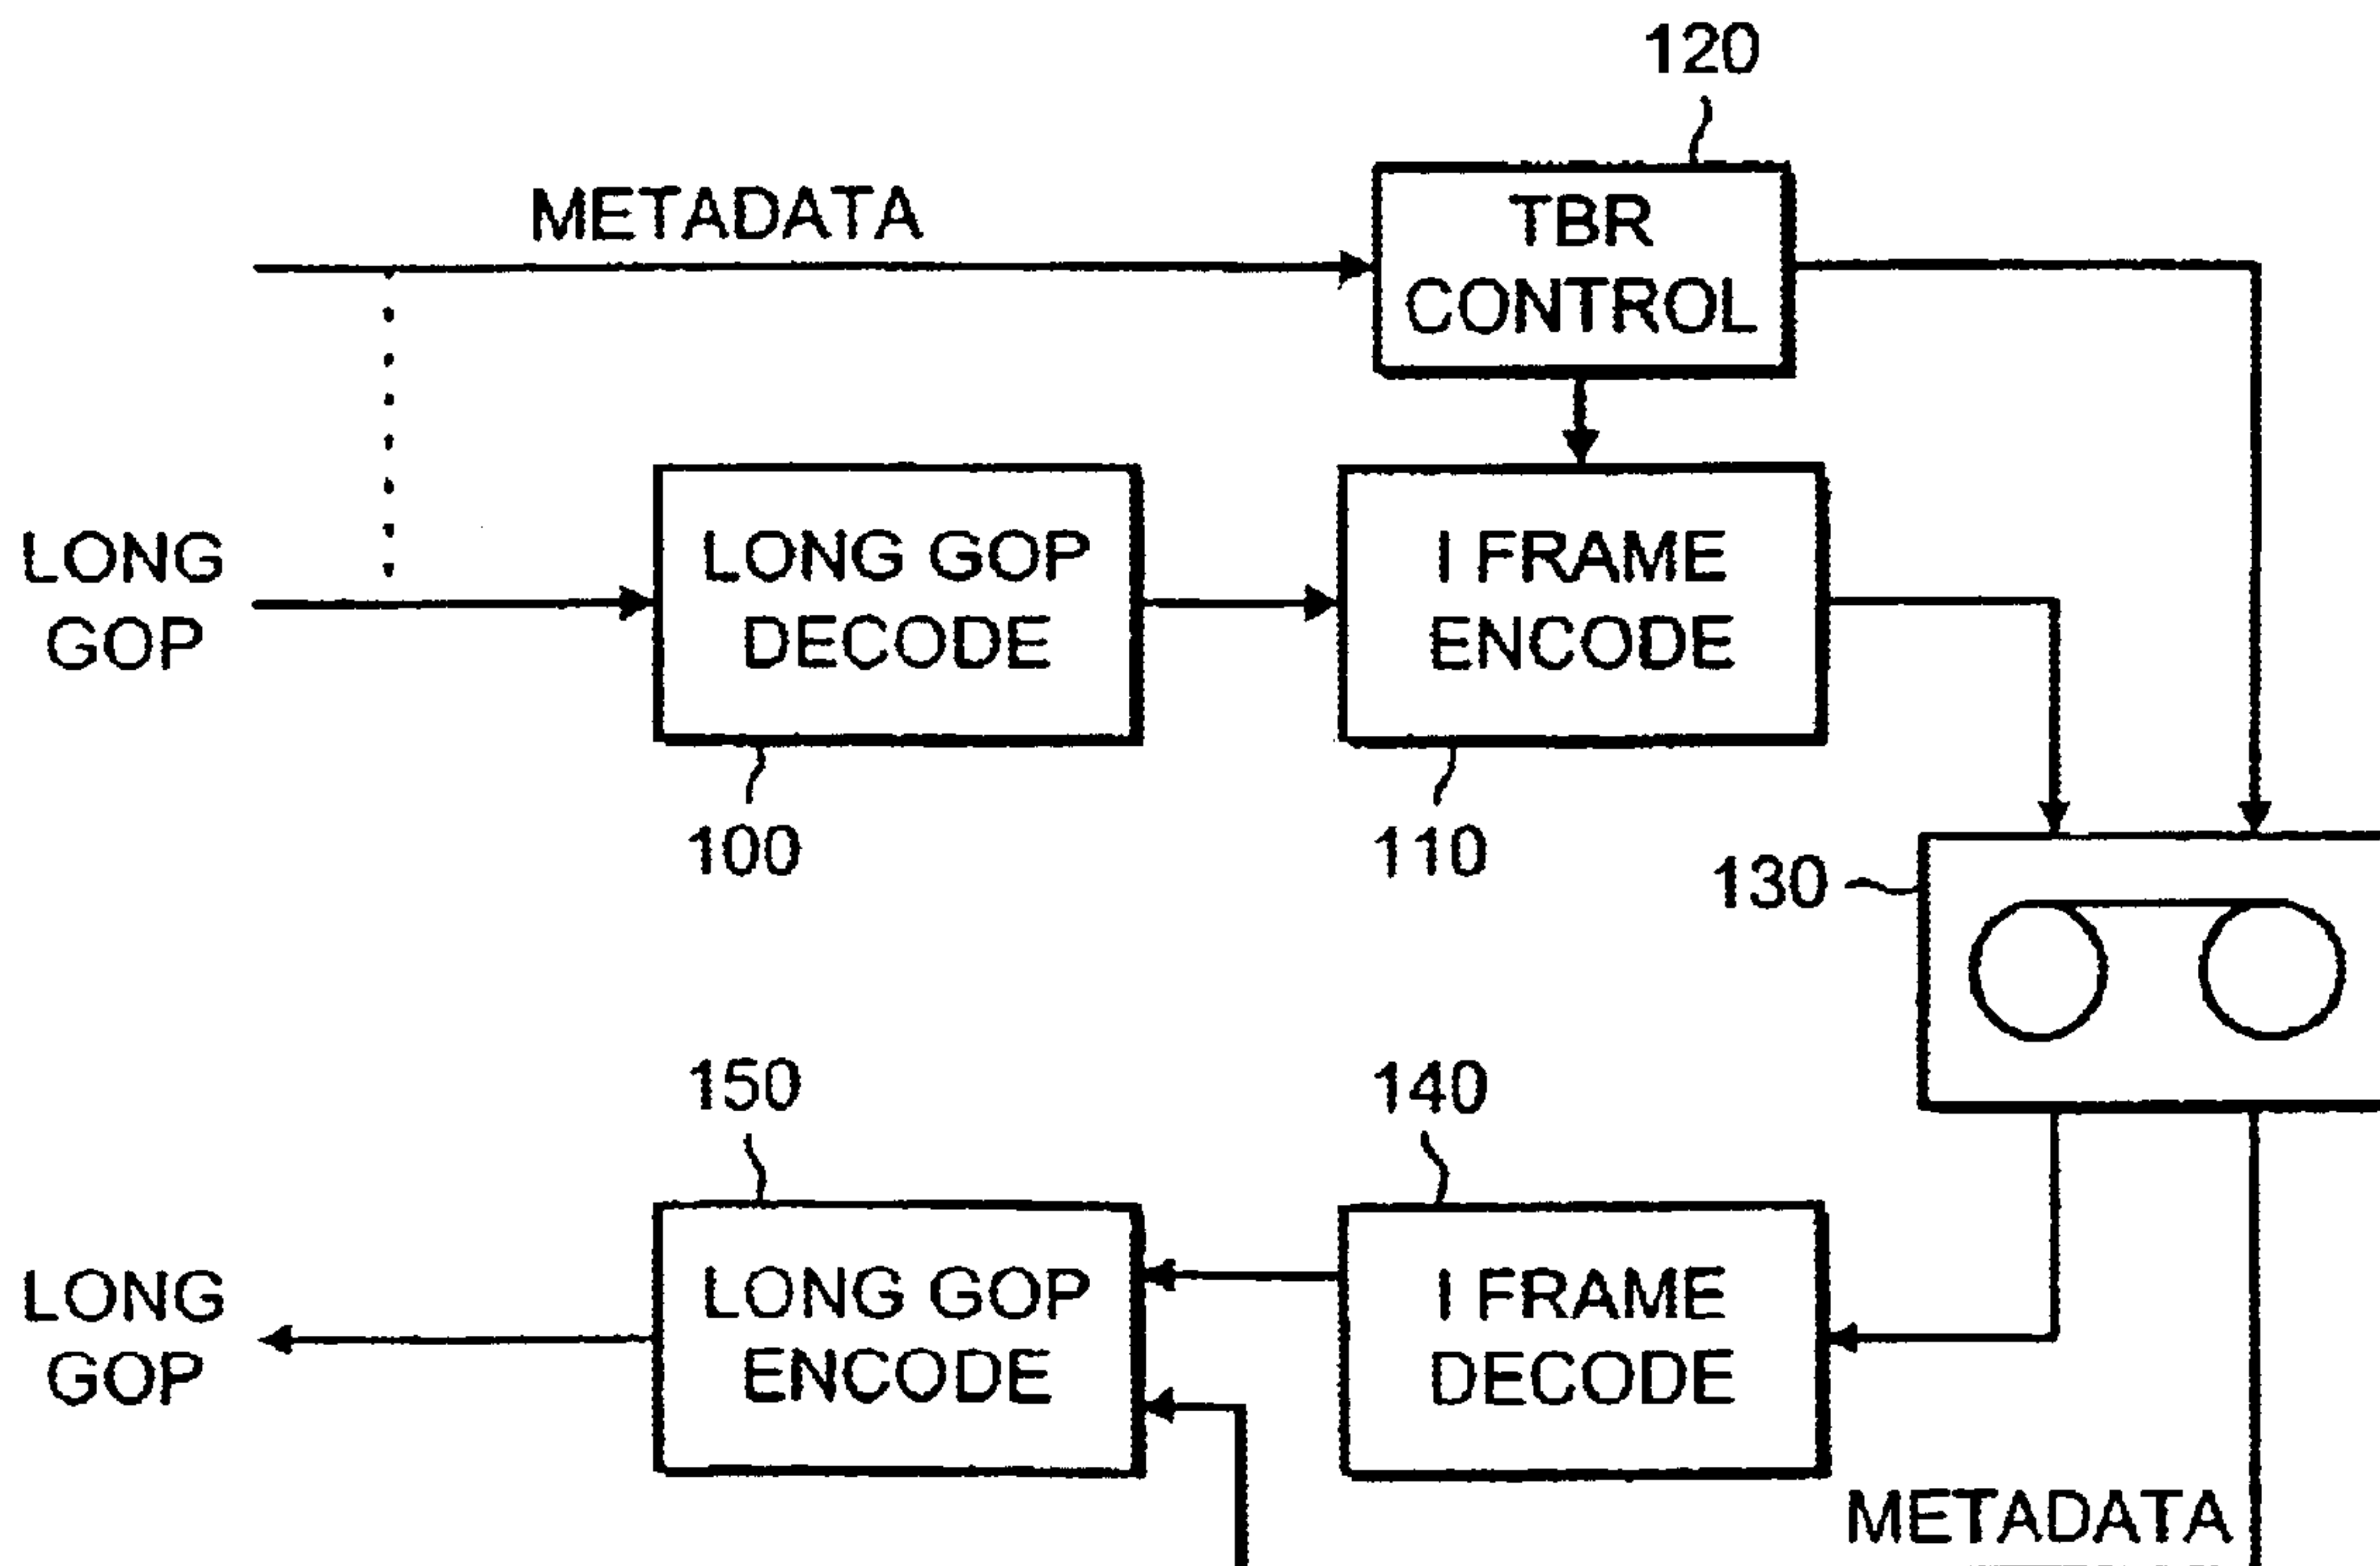 120
METADATA
TBR
CONTROL
LONG
GOP
LONG GOP
DECODE
I FRAME
ENCODE
100
110
130
150
140
LONG
GOP
LONG GOP
ENCODE
I FRAME
DECODE
METADATA